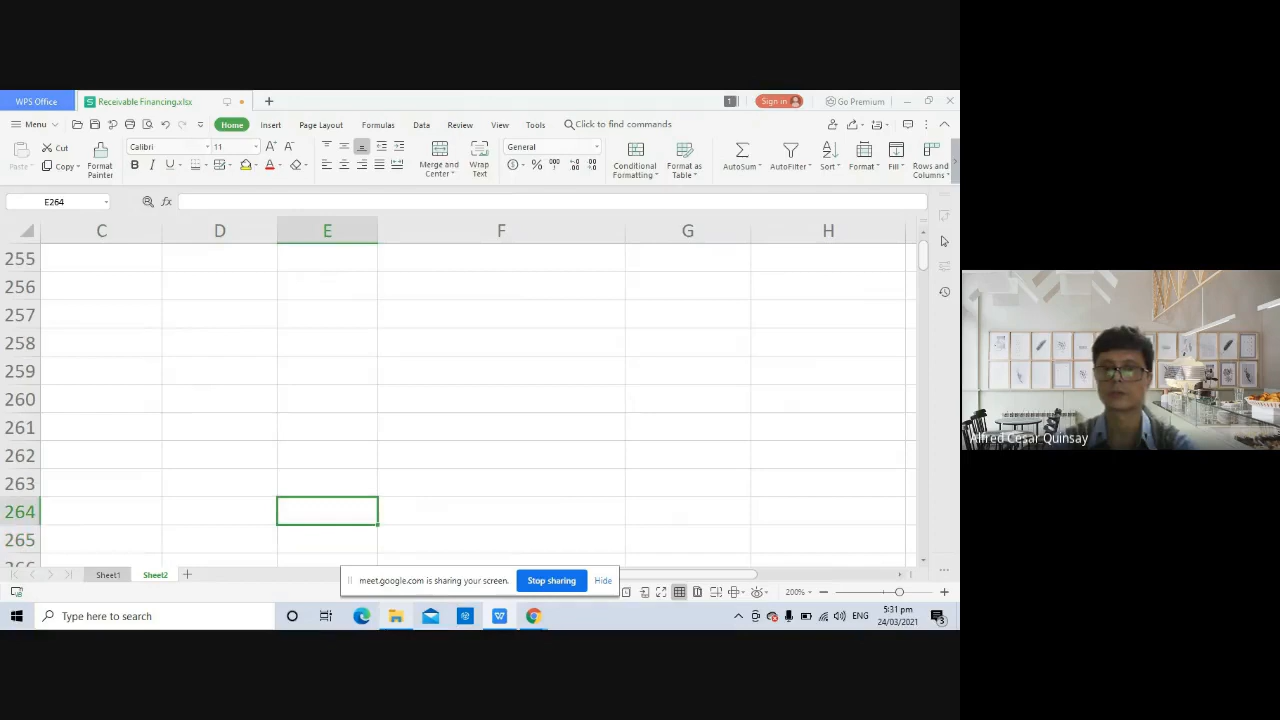 WPS Office Receivable Financing.xlsx 1 Sign in Go Premium
Menu Home Insert Page Layout Formulas Data Review View Tools Click to find commands
Paste Cut Copy Format Painter Calibri 11 General
Merge and Center Wrap Text Conditional Formatting Format as Table AutoSum AutoFilter Sort Format Fill Rows and Columns
E264 fx
C D E F G H
255
256
257
258
259
260
261
262
263
264
265
266
Alfred Cesar Quinsay
Sheet1 Sheet2
meet.google.com is sharing your screen. Stop sharing Hide
200%
Type here to search
ENG
5:31 pm
24/03/2021
3